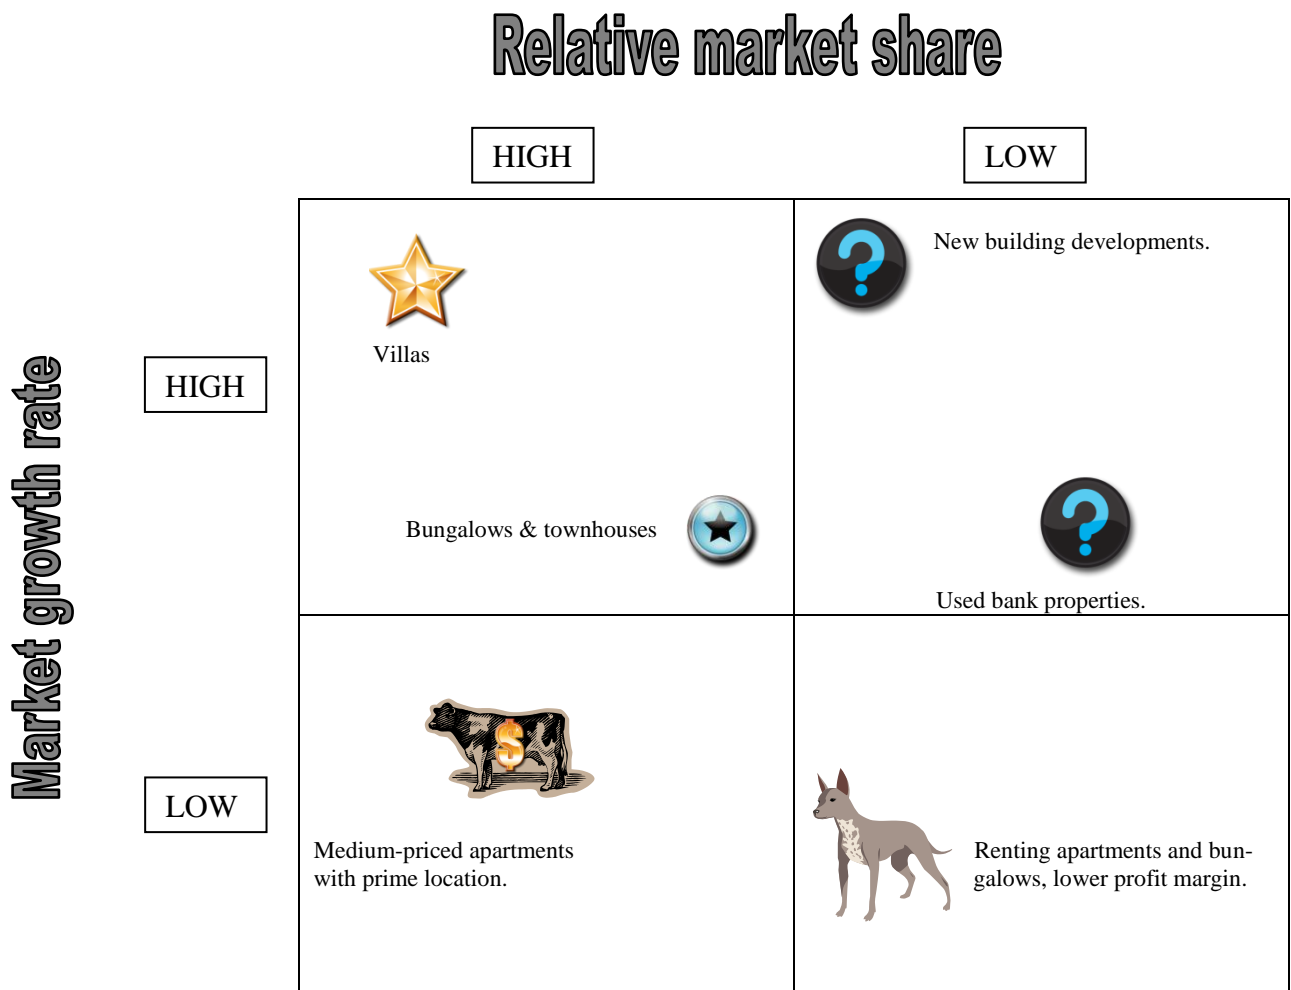 Relative market share
HIGH
LOW
New building developments.
Villas
HIGH
Market growth rate
Bungalows & townhouses
Used bank properties.
$
LOW
Medium-priced apartments
with prime location.
Renting apartments and bun-
galows, lower profit margin.